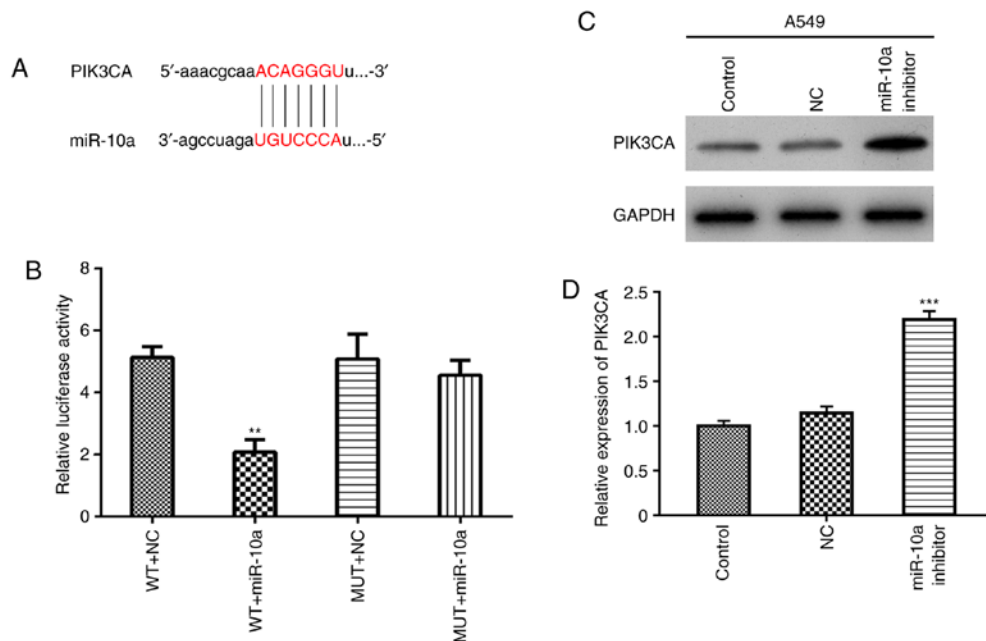 A
PIK3CA 5′-aaacgcaaACAGGGUu...-3′
miR-10a 3′-agccuagaUGUCCCAu...-5′
B
Relative luciferase activity
8
6
4
2
0
**
WT+NC
WT+miR-10a
MUT+NC
MUT+miR-10a
C
A549
Control
NC
miR-10a
inhibitor
PIK3CA
GAPDH
D
Relative expression of PIK3CA
2.5
2.0
1.5
1.0
0.5
0
***
Control
NC
miR-10a
inhibitor